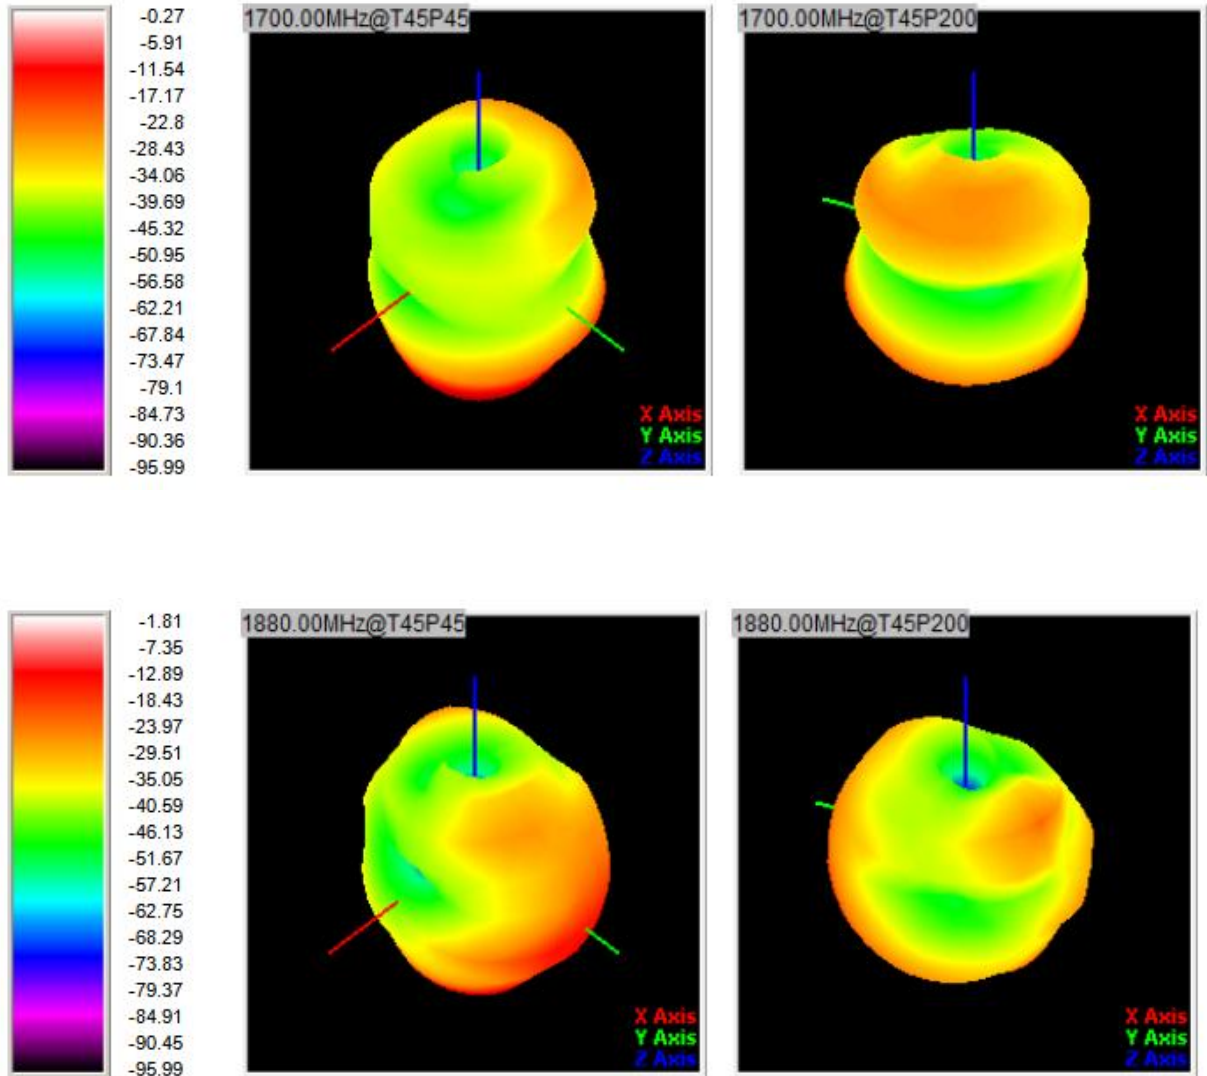 -0.27
-5.91
-11.54
-17.17
-22.8
-28.43
-34.06
-39.69
-45.32
-50.95
-56.58
-62.21
-67.84
-73.47
-79.1
-84.73
-90.36
-95.99
1700.00MHz@T45P45
X Axis
Y Axis
Z Axis
1700.00MHz@T45P200
X Axis
Y Axis
Z Axis
-1.81
-7.35
-12.89
-18.43
-23.97
-29.51
-35.05
-40.59
-46.13
-51.67
-57.21
-62.75
-68.29
-73.83
-79.37
-84.91
-90.45
-95.99
1880.00MHz@T45P45
X Axis
Y Axis
Z Axis
1880.00MHz@T45P200
X Axis
Y Axis
Z Axis